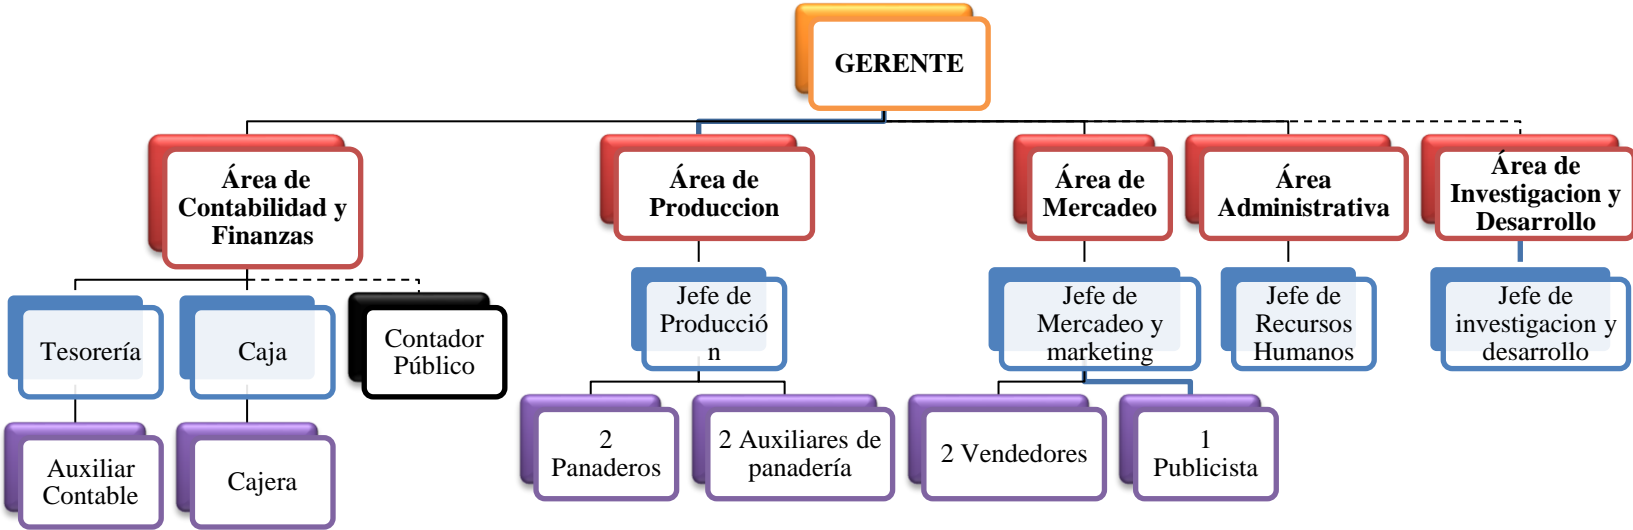 GERENTE
Área de
Contabilidad y
Finanzas
Área de
Produccion
Área de
Mercadeo
Área
Administrativa
Área de
Investigacion y
Desarrollo
Tesorería
Caja
Contador
Público
Jefe de
Producció
n
Jefe de
Mercadeo y
marketing
Jefe de
Recursos
Humanos
Jefe de
investigacion y
desarrollo
Auxiliar
Contable
Cajera
2
Panaderos
2 Auxiliares de
panadería
2 Vendedores
1
Publicista